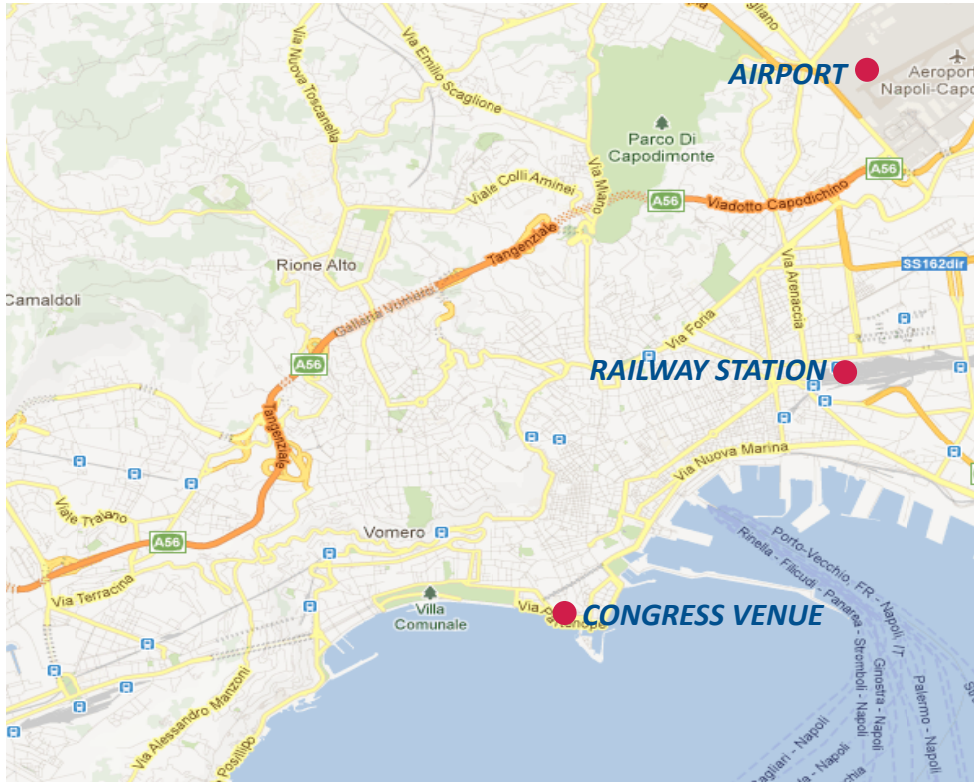 Via Nuova Toscanella
Via Emilio Scaglione
AIRPORT
Aeroport
Napoli-Capo
Parco Di
Capodimonte
A56
Viale Colli Aminei
Via Miano
A56
Viadotto Capodichino
Tangenziale
SS162dir
Rione Alto
Via Arenaccia
Camaldoli
Galleria Vomero
Via Foria
A56
RAILWAY STATION
Tangenziale
Via Nuova Marina
Viale Traiano
Vomero
A56
Via Terracina
Villa
Comunale
Via Partenope
CONGRESS VENUE
Porto-Vecchio, FR - Napoli, IT
Rinella - Filicudi - Panarea - Stromboli - Napoli
Ginostra - Napoli
Palermo - Napoli
Via Alessandro Manzoni
Posillipo
agliari - Napoli
- Napoli